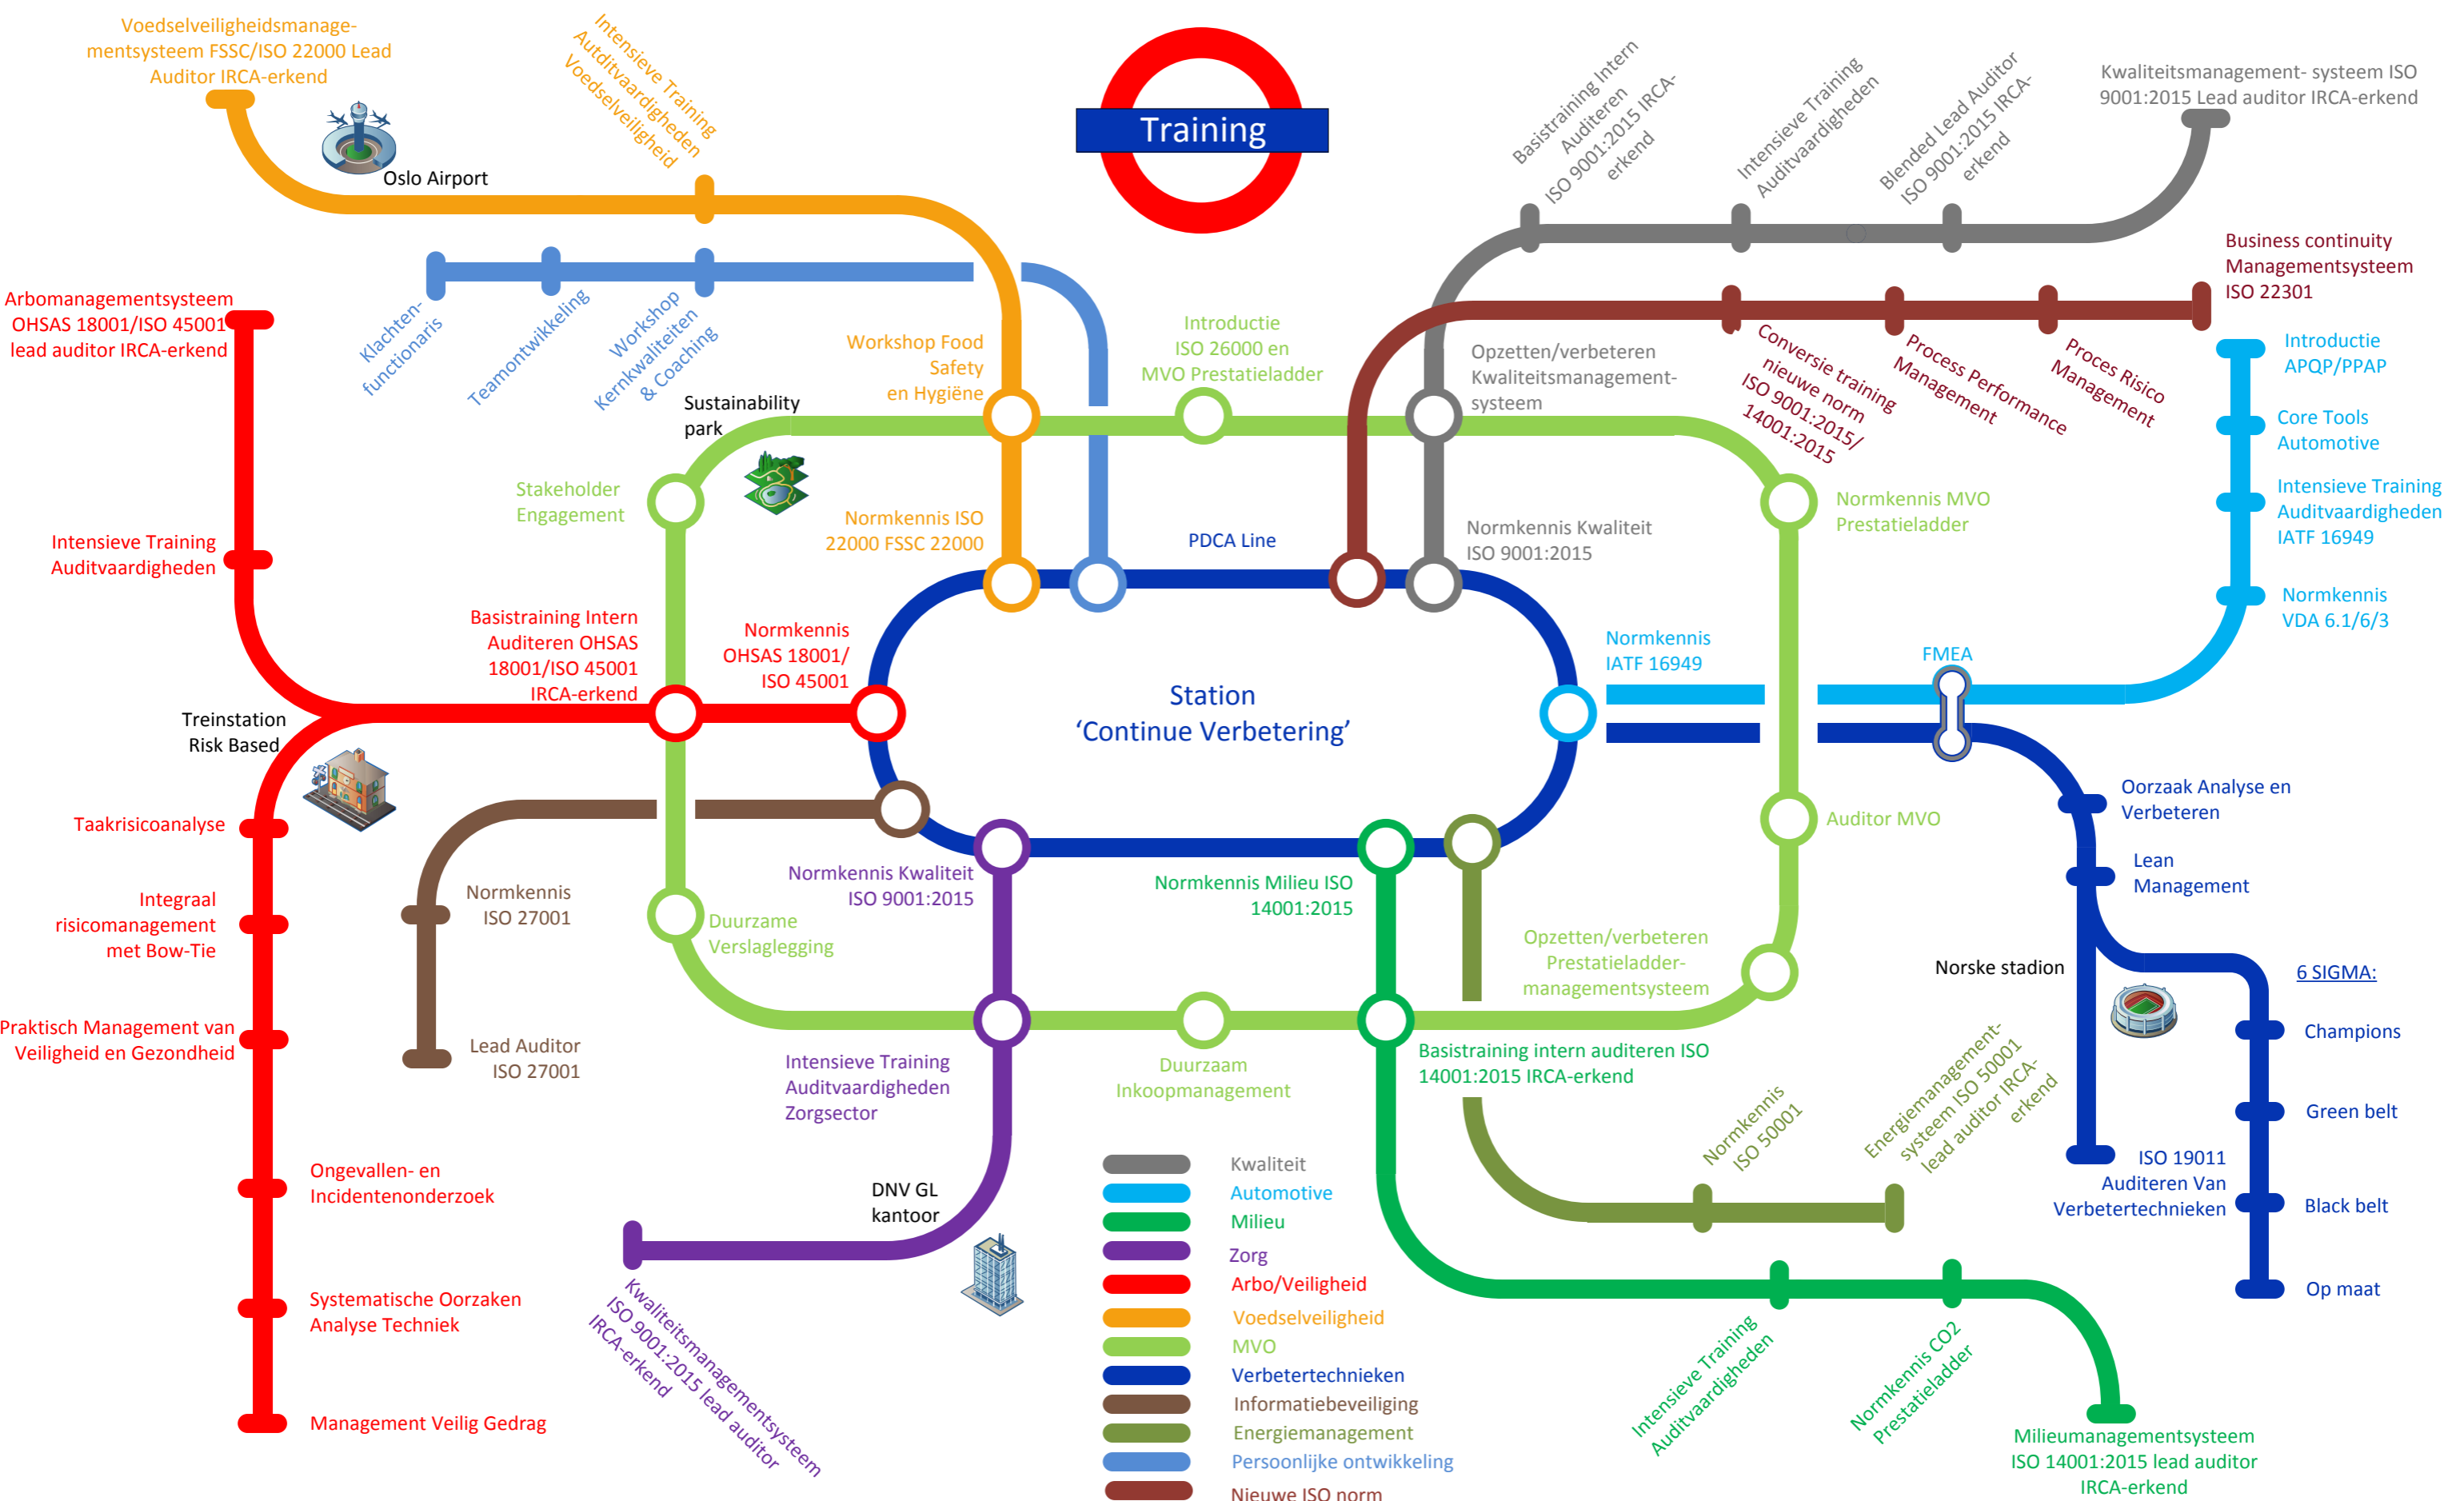 Voedselveiligheidsmanage-
mentsysteem FSSC/ISO 22000 Lead
Auditor IRCA-erkend
Intensieve Training
Autditvaardigheden
Voedselveiligheid
Oslo Airport
Training
Basistraining Intern
Auditeren
ISO 9001:2015 IRCA-
erkend
Intensieve Training
Auditvaardigheden
Blended Lead Auditor
ISO 9001:2015 IRCA-
erkend
Kwaliteitsmanagement- systeem ISO
9001:2015 Lead auditor IRCA-erkend
Business continuity
Managementsysteem
ISO 22301
Arbomanagementsysteem
OHSAS 18001/ISO 45001
lead auditor IRCA-erkend
Klachten-
functionaris
Teamontwikkeling
Workshop
Kernkwaliteiten
& Coaching
Workshop Food
Safety
en Hygiëne
Introductie
ISO 26000 en
MVO Prestatieladder
Opzetten/verbeteren
Kwaliteitsmanagement-
systeem
Conversie training
nieuwe norm
ISO 9001:2015/
14001:2015
Process Performance
Management
Proces Risico
Management
Introductie
APQP/PPAP
Core Tools
Automotive
Intensieve Training
Auditvaardigheden
IATF 16949
Normkennis
VDA 6.1/6/3
Sustainability
park
Stakeholder
Engagement
Normkennis ISO
22000 FSSC 22000
PDCA Line
Normkennis Kwaliteit
ISO 9001:2015
Normkennis MVO
Prestatieladder
Intensieve Training
Auditvaardigheden
Basistraining Intern
Auditeren OHSAS
18001/ISO 45001
IRCA-erkend
Normkennis
OHSAS 18001/
ISO 45001
Station
‘Continue Verbetering’
Normkennis
IATF 16949
FMEA
Treinstation
Risk Based
Oorzaak Analyse en
Verbeteren
Lean
Management
Auditor MVO
Taakrisicoanalyse
Integraal
risicomanagement
met Bow-Tie
Praktisch Management van
Veiligheid en Gezondheid
Ongevallen- en
Incidentenonderzoek
Systematische Oorzaken
Analyse Techniek
Management Veilig Gedrag
Normkennis
ISO 27001
Lead Auditor
ISO 27001
Duurzame
Verslaglegging
Normkennis Kwaliteit
ISO 9001:2015
Normkennis Milieu ISO
14001:2015
Opzetten/verbeteren
Prestatieladder-
managementsysteem
Norske stadion
6 SIGMA:
Champions
Green belt
Black belt
Op maat
ISO 19011
Auditeren Van
Verbetertechnieken
Intensieve Training
Auditvaardigheden
Zorgsector
Duurzaam
Inkoopmanagement
Basistraining intern auditeren ISO
14001:2015 IRCA-erkend
Normkennis
ISO 50001
Energiemanagement-
systeem ISO 50001
lead auditor IRCA-
erkend
DNV GL
kantoor
Kwaliteitsmanagementsysteem
ISO 9001:2015 lead auditor
IRCA-erkend
Kwaliteit
Automotive
Milieu
Zorg
Arbo/Veiligheid
Voedselveiligheid
MVO
Verbetertechnieken
Informatiebeveiliging
Energiemanagement
Persoonlijke ontwikkeling
Nieuwe ISO norm
Intensieve Training
Auditvaardigheden
Normkennis CO2
Prestatieladder
Milieumanagementsysteem
ISO 14001:2015 lead auditor
IRCA-erkend